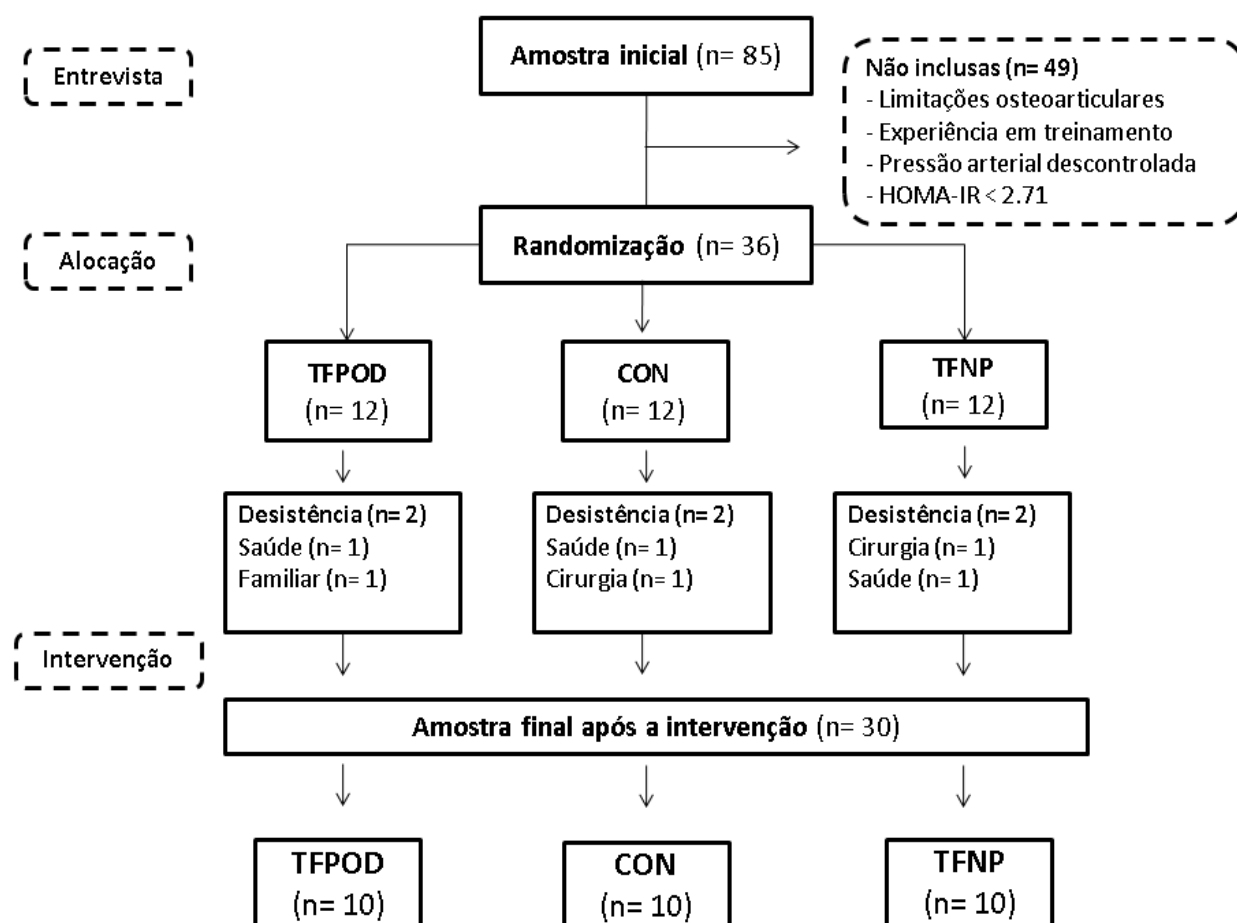 Entrevista
Amostra inicial (n= 85)
Não inclusas (n= 49)
- Limitações osteoarticulares
- Experiência em treinamento
- Pressão arterial descontrolada
- HOMA-IR < 2.71
Alocação
Randomização (n= 36)
TFPOD
(n= 12)
CON
(n= 12)
TFNP
(n= 12)
Desistência (n= 2)
Saúde (n= 1)
Familiar (n= 1)
Desistência (n= 2)
Saúde (n= 1)
Cirurgia (n= 1)
Desistência (n= 2)
Cirurgia (n= 1)
Saúde (n= 1)
Intervenção
Amostra final após a intervenção (n= 30)
TFPOD
(n= 10)
CON
(n= 10)
TFNP
(n= 10)